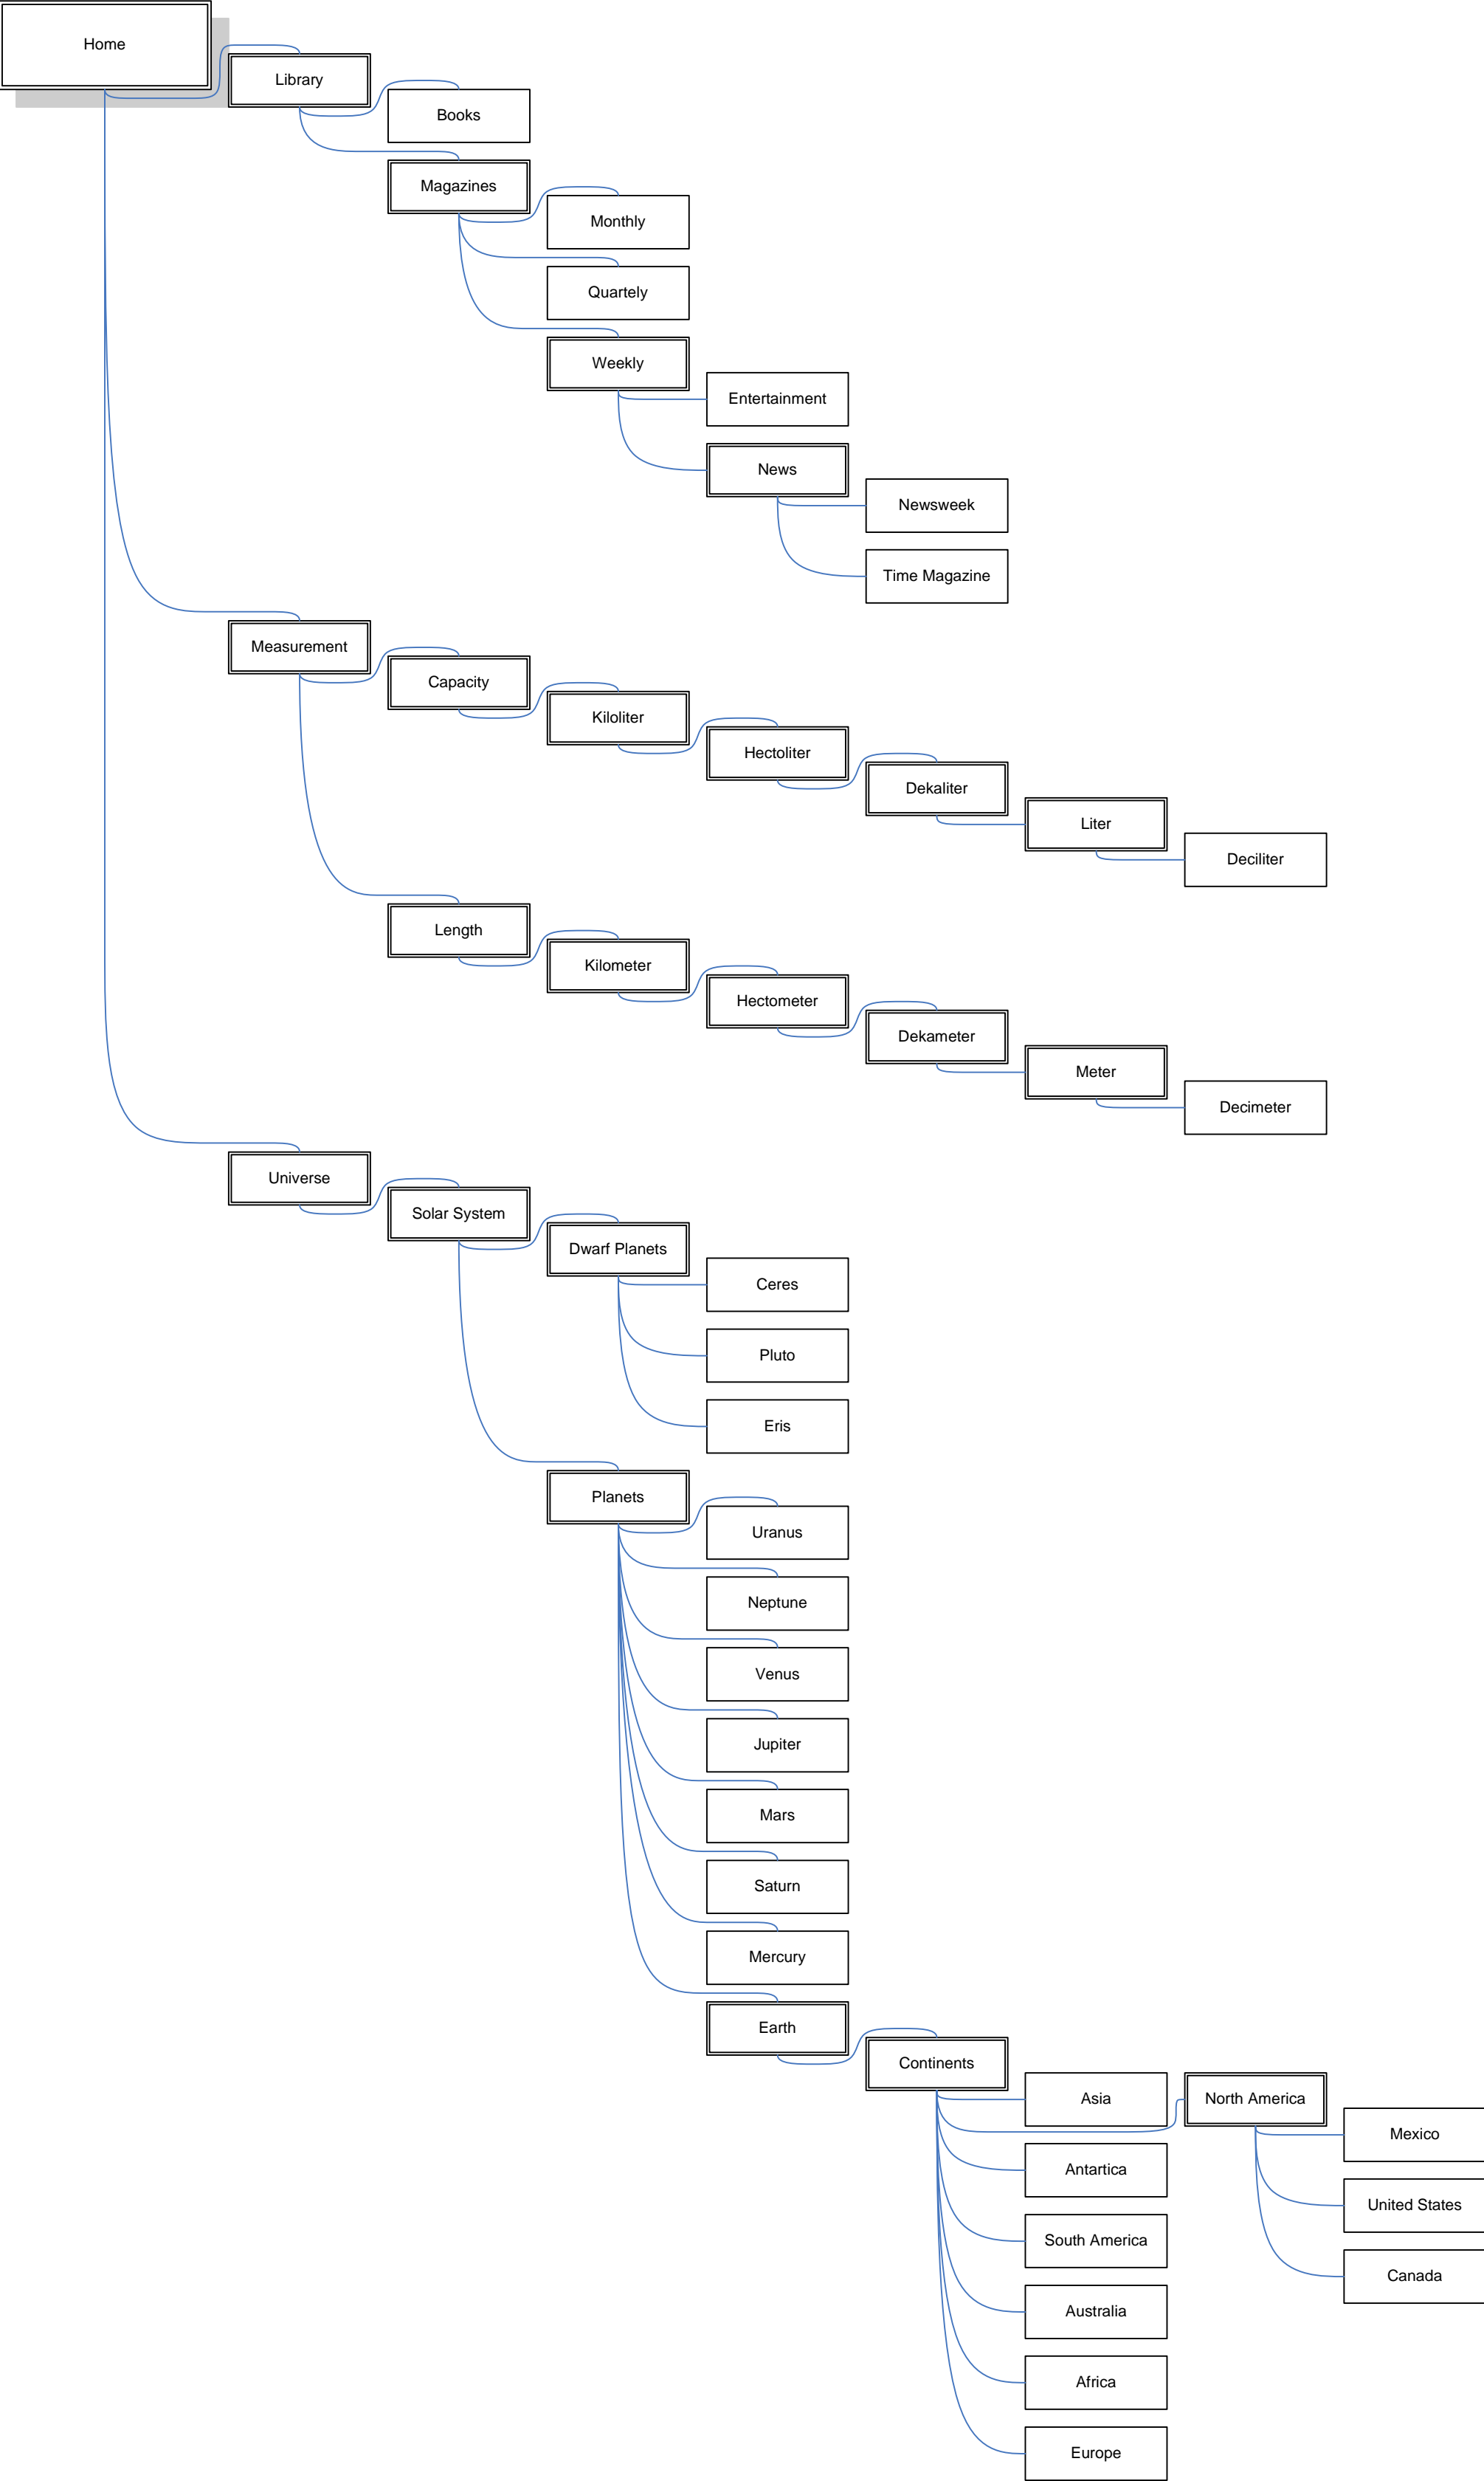 Home
Library
Books
Magazines
Monthly
Quartely
Weekly
Entertainment
News
Newsweek
Time Magazine
Measurement
Capacity
Kiloliter
Hectoliter
Dekaliter
Liter
Deciliter
Length
Kilometer
Hectometer
Dekameter
Meter
Decimeter
Universe
Solar System
Dwarf Planets
Ceres
Pluto
Eris
Planets
Uranus
Neptune
Venus
Jupiter
Mars
Saturn
Mercury
Earth
Continents
Asia
North America
Mexico
Antartica
United States
South America
Canada
Australia
Africa
Europe